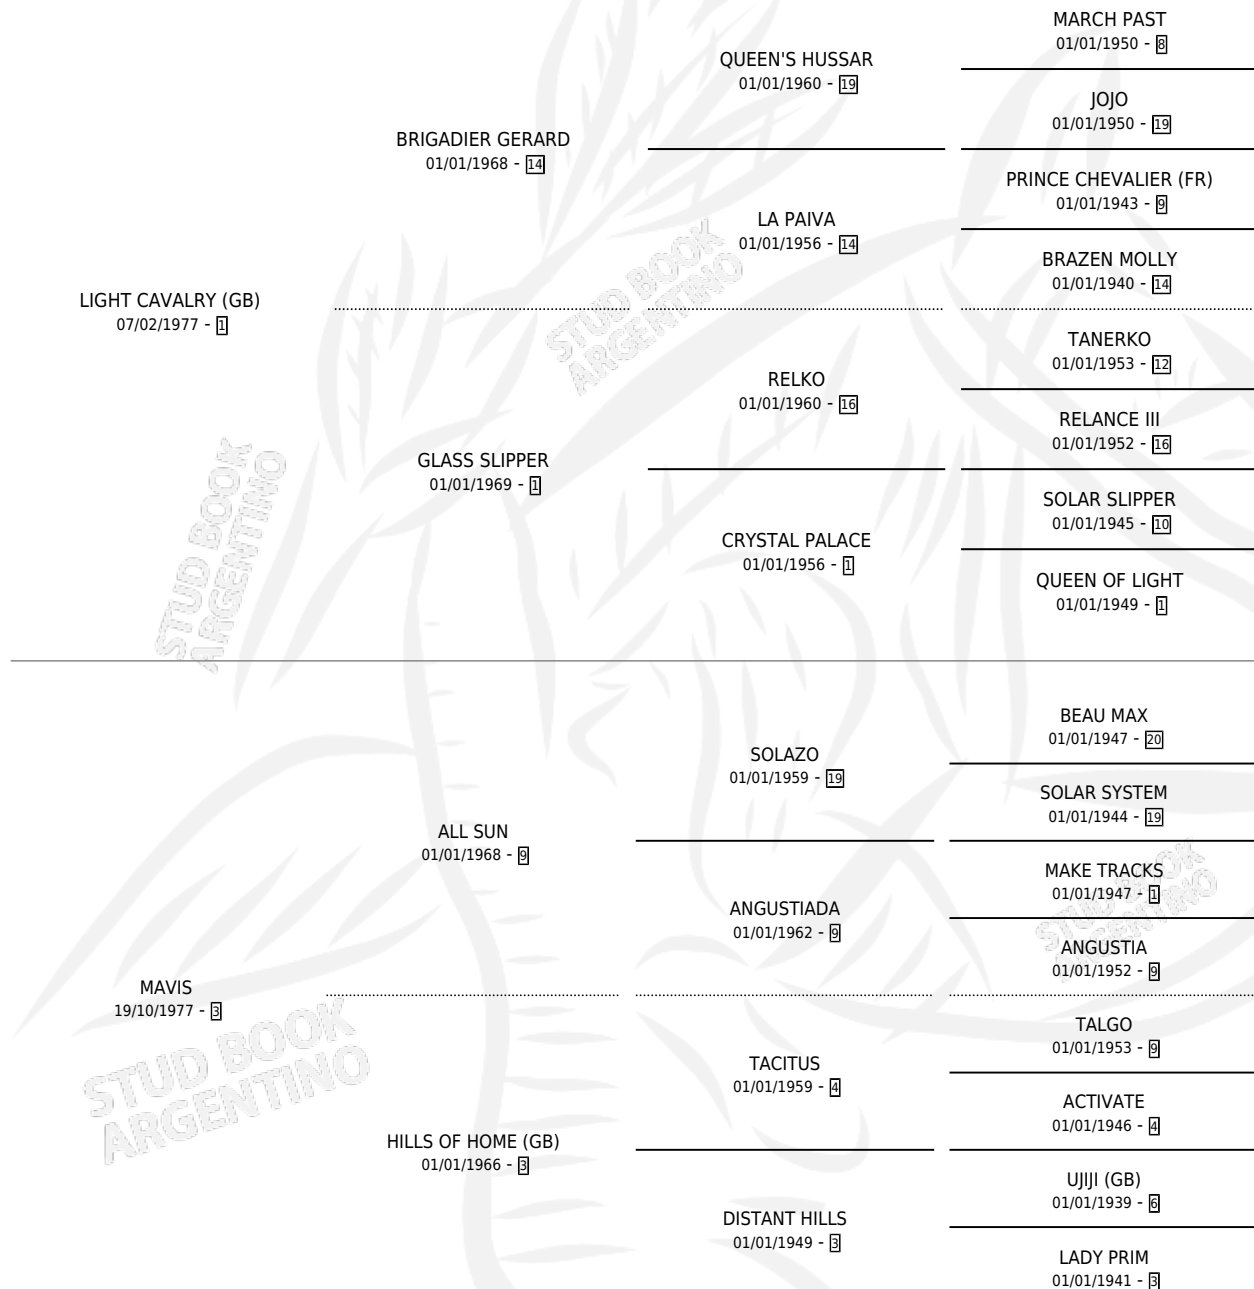 MARCH PAST
01/01/1950 - 8
QUEEN'S HUSSAR
01/01/1960 - 19
JOJO
01/01/1950 - 19
BRIGADIER GERARD
01/01/1968 - 14
PRINCE CHEVALIER (FR)
01/01/1943 - 9
LA PAIVA
01/01/1956 - 14
BRAZEN MOLLY
01/01/1940 - 14
LIGHT CAVALRY (GB)
07/02/1977 - 1
TANERKO
01/01/1953 - 12
RELKO
01/01/1960 - 16
RELANCE III
01/01/1952 - 16
GLASS SLIPPER
01/01/1969 - 1
SOLAR SLIPPER
01/01/1945 - 10
CRYSTAL PALACE
01/01/1956 - 1
QUEEN OF LIGHT
01/01/1949 - 1
BEAU MAX
01/01/1947 - 20
SOLAZO
01/01/1959 - 19
SOLAR SYSTEM
01/01/1944 - 19
ALL SUN
01/01/1968 - 9
MAKE TRACKS
01/01/1947 - 1
ANGUSTIADA
01/01/1962 - 9
ANGUSTIA
01/01/1952 - 9
MAVIS
19/10/1977 - 3
TALGO
01/01/1953 - 9
TACITUS
01/01/1959 - 4
ACTIVATE
01/01/1946 - 4
HILLS OF HOME (GB)
01/01/1966 - 3
UJIJI (GB)
01/01/1939 - 6
DISTANT HILLS
01/01/1949 - 3
LADY PRIM
01/01/1941 - 3
STUD BOOK
ARGENTINO
STUD BOOK
ARGENTINO
STUD BOOK
ARGENTINO
STUD BOOK
ARGENTINO